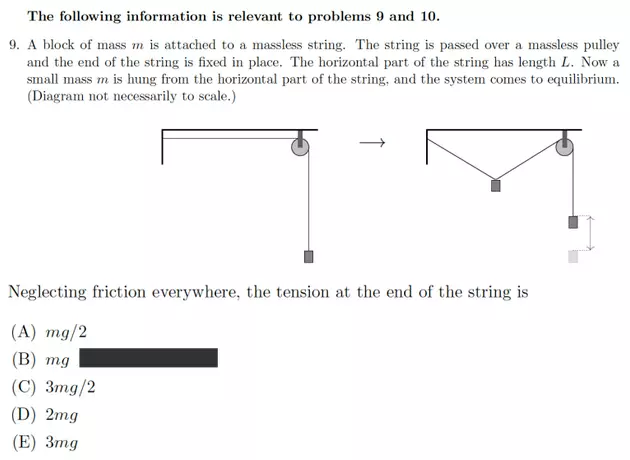 The following information is relevant to problems 9 and 10.
9. A block of mass m is attached to a massless string. The string is passed over a massless pulley
and the end of the string is fixed in place. The horizontal part of the string has length L. Now a
small mass m is hung from the horizontal part of the string, and the system comes to equilibrium.
(Diagram not necessarily to scale.)
Neglecting friction everywhere, the tension at the end of the string is
(A) mg/2
(B) mg
(C) 3mg/2
(D) 2mg
(E) 3mg